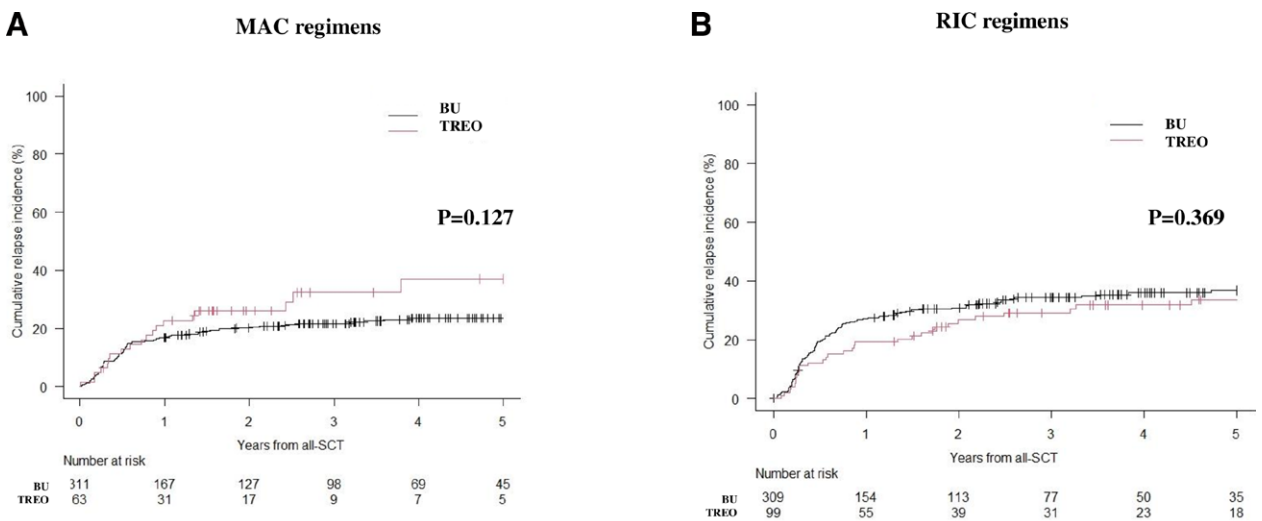 A
MAC regimens
100
80
60
40
20
0
Cumulative relapse incidence (%)
BU
TREO
P=0.127
0 1 2 3 4 5
Years from all-SCT
Number at risk
BU 311 167 127 98 69 45
TREO 63 31 17 9 7 5
B
RIC regimens
100
80
60
40
20
0
Cumulative relapse incidence (%)
BU
TREO
P=0.369
0 1 2 3 4 5
Years from all-SCT
Number at risk
BU 309 154 113 77 50 35
TREO 99 55 39 31 23 18